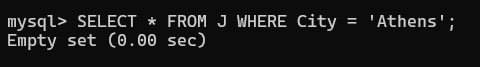 mysql> SELECT * FROM J WHERE City = 'Athens';
Empty set (0.00 sec)